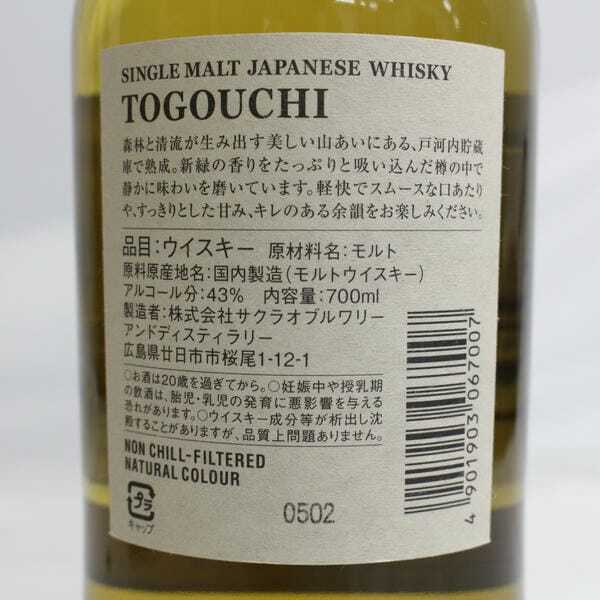 SINGLE MALT JAPANESE WHISKY
TOGOUCHI
森林と清流が生み出す美しい山あいにある、戸河内貯蔵
庫で熟成。新緑の香りをたっぷりと吸い込んだ樽の中で
静かに味わいを磨いています。軽快でスムースな口あたり
や、すっきりとした甘み、キレのある余韻をお楽しみください。
品目:ウイスキー 原材料名:モルト
原料原産地名:国内製造(モルトウイスキー)
アルコール分:43% 内容量:700ml
製造者:株式会社サクラオブルワリー
アンドディスティラリー
広島県廿日市市桜尾1-12-1
○お酒は20歳を過ぎてから。○妊娠中や授乳期
の飲酒は、胎児・乳児の発育に悪影響を与える
恐れがあります。○ウイスキー成分等が析出し沈
殿することがありますが、品質上問題ありません。
NON CHILL-FILTERED
NATURAL COLOUR
プラ
キャップ
0502
4901903067007